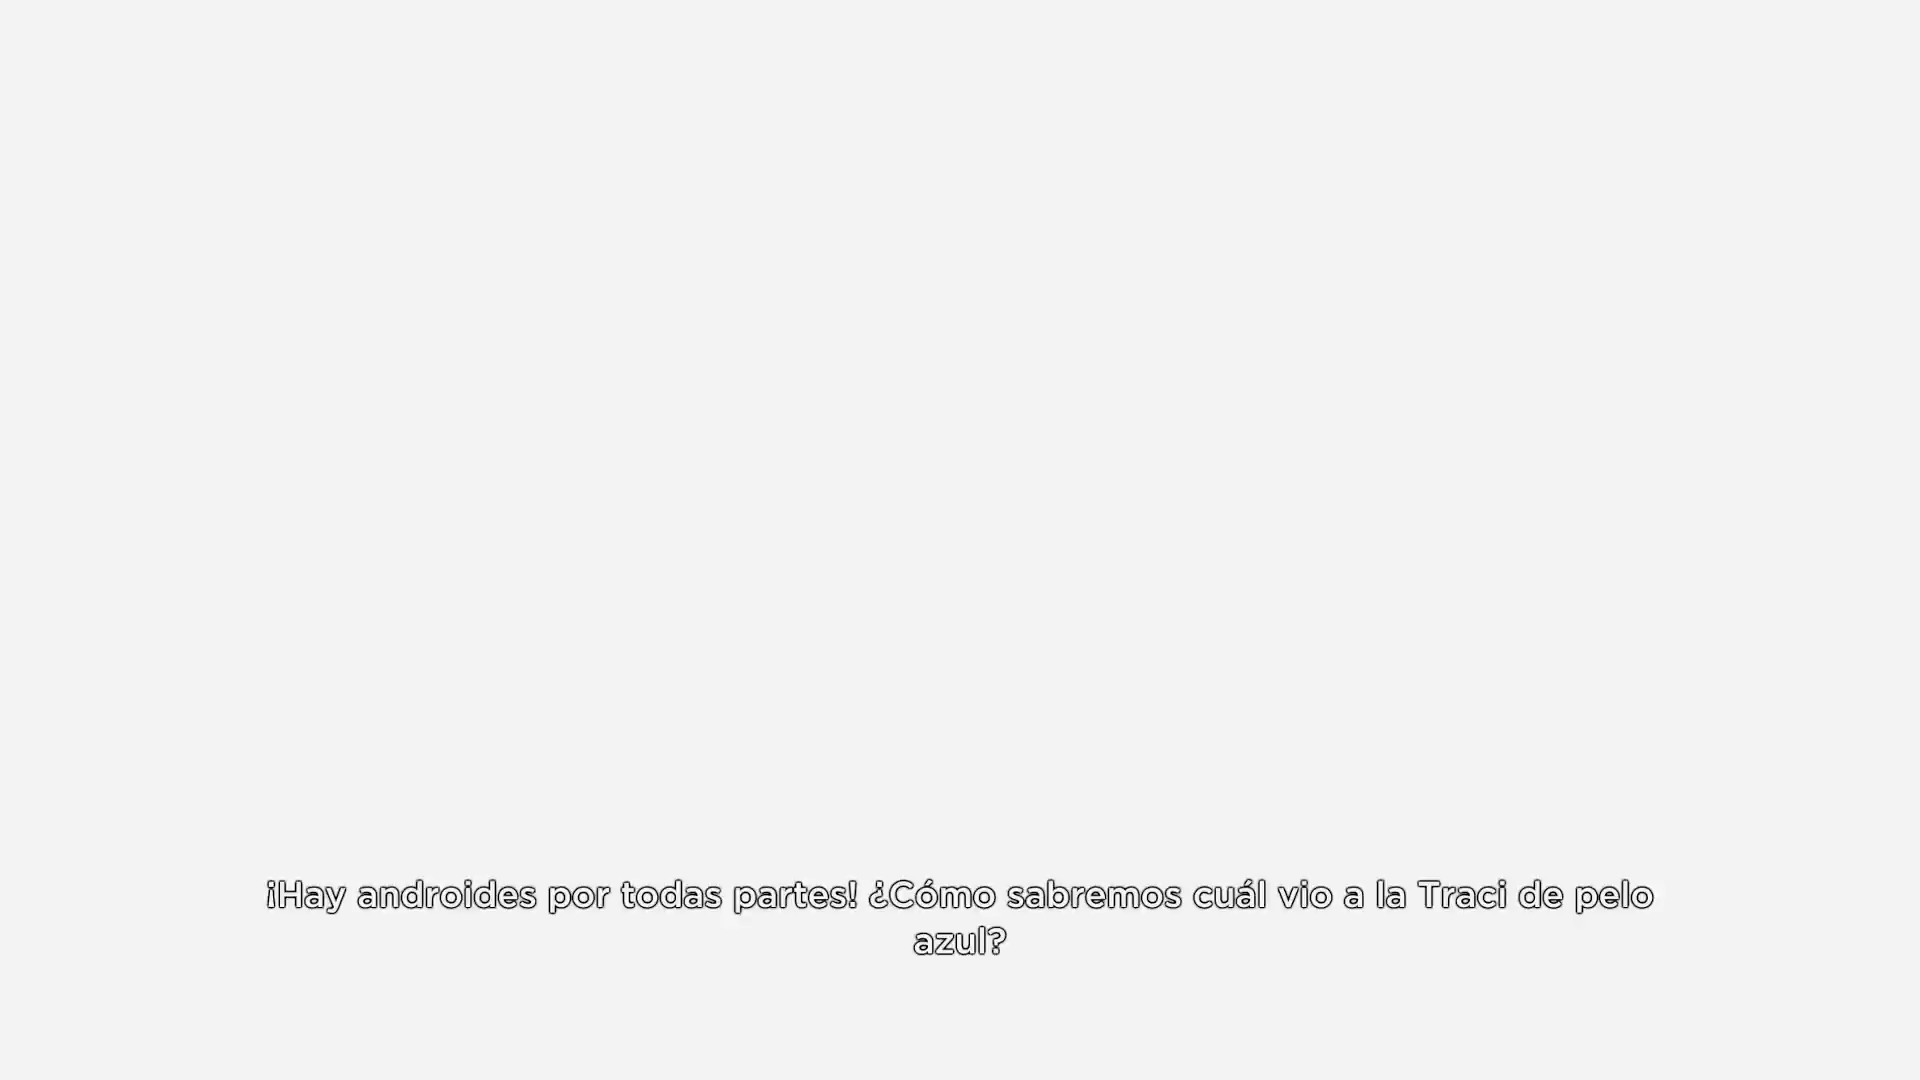 ¡Hay androides por todas partes! ¿Cómo sabremos cuál vio a la Traci de pelo
azul?